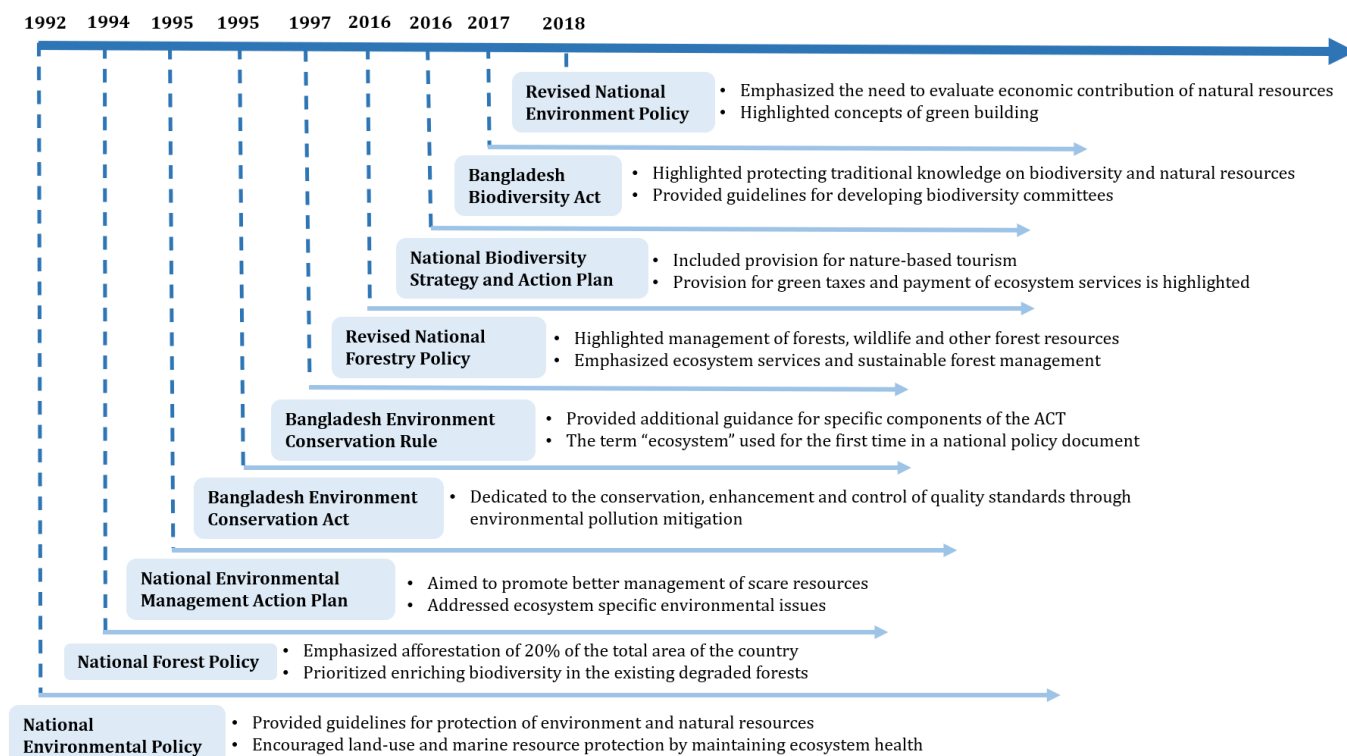 1992 1994 1995 1995 1997 2016 2016 2017 2018
Revised National
Environment Policy
• Emphasized the need to evaluate economic contribution of natural resources
• Highlighted concepts of green building
Bangladesh
Biodiversity Act
• Highlighted protecting traditional knowledge on biodiversity and natural resources
• Provided guidelines for developing biodiversity committees
National Biodiversity
Strategy and Action Plan
• Included provision for nature-based tourism
• Provision for green taxes and payment of ecosystem services is highlighted
Revised National
Forestry Policy
• Highlighted management of forests, wildlife and other forest resources
• Emphasized ecosystem services and sustainable forest management
Bangladesh Environment
Conservation Rule
• Provided additional guidance for specific components of the ACT
• The term “ecosystem” used for the first time in a national policy document
Bangladesh Environment
Conservation Act
• Dedicated to the conservation, enhancement and control of quality standards through
environmental pollution mitigation
National Environmental
Management Action Plan
• Aimed to promote better management of scare resources
• Addressed ecosystem specific environmental issues
National Forest Policy
• Emphasized afforestation of 20% of the total area of the country
• Prioritized enriching biodiversity in the existing degraded forests
National
Environmental Policy
• Provided guidelines for protection of environment and natural resources
• Encouraged land-use and marine resource protection by maintaining ecosystem health